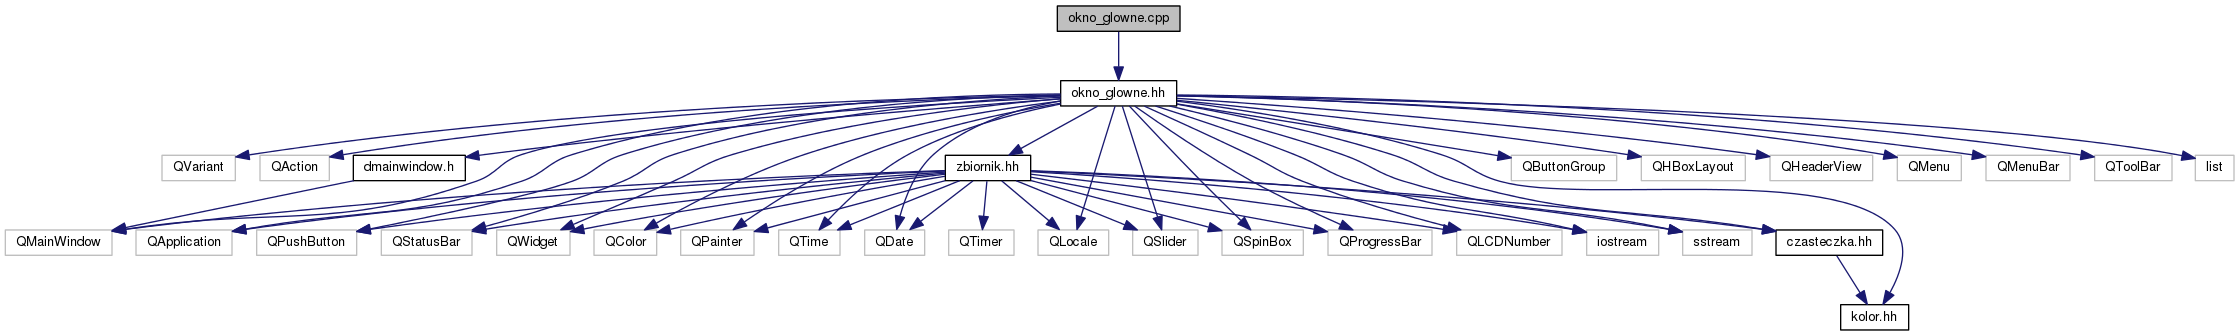 okno_glowne.cpp
okno_glowne.hh
QVariant
QAction
dmainwindow.h
zbiornik.hh
QButtonGroup
QHBoxLayout
QHeaderView
QMenu
QMenuBar
QToolBar
list
QMainWindow
QApplication
QPushButton
QStatusBar
QWidget
QColor
QPainter
QTime
QDate
QTimer
QLocale
QSlider
QSpinBox
QProgressBar
QLCDNumber
iostream
sstream
czasteczka.hh
kolor.hh